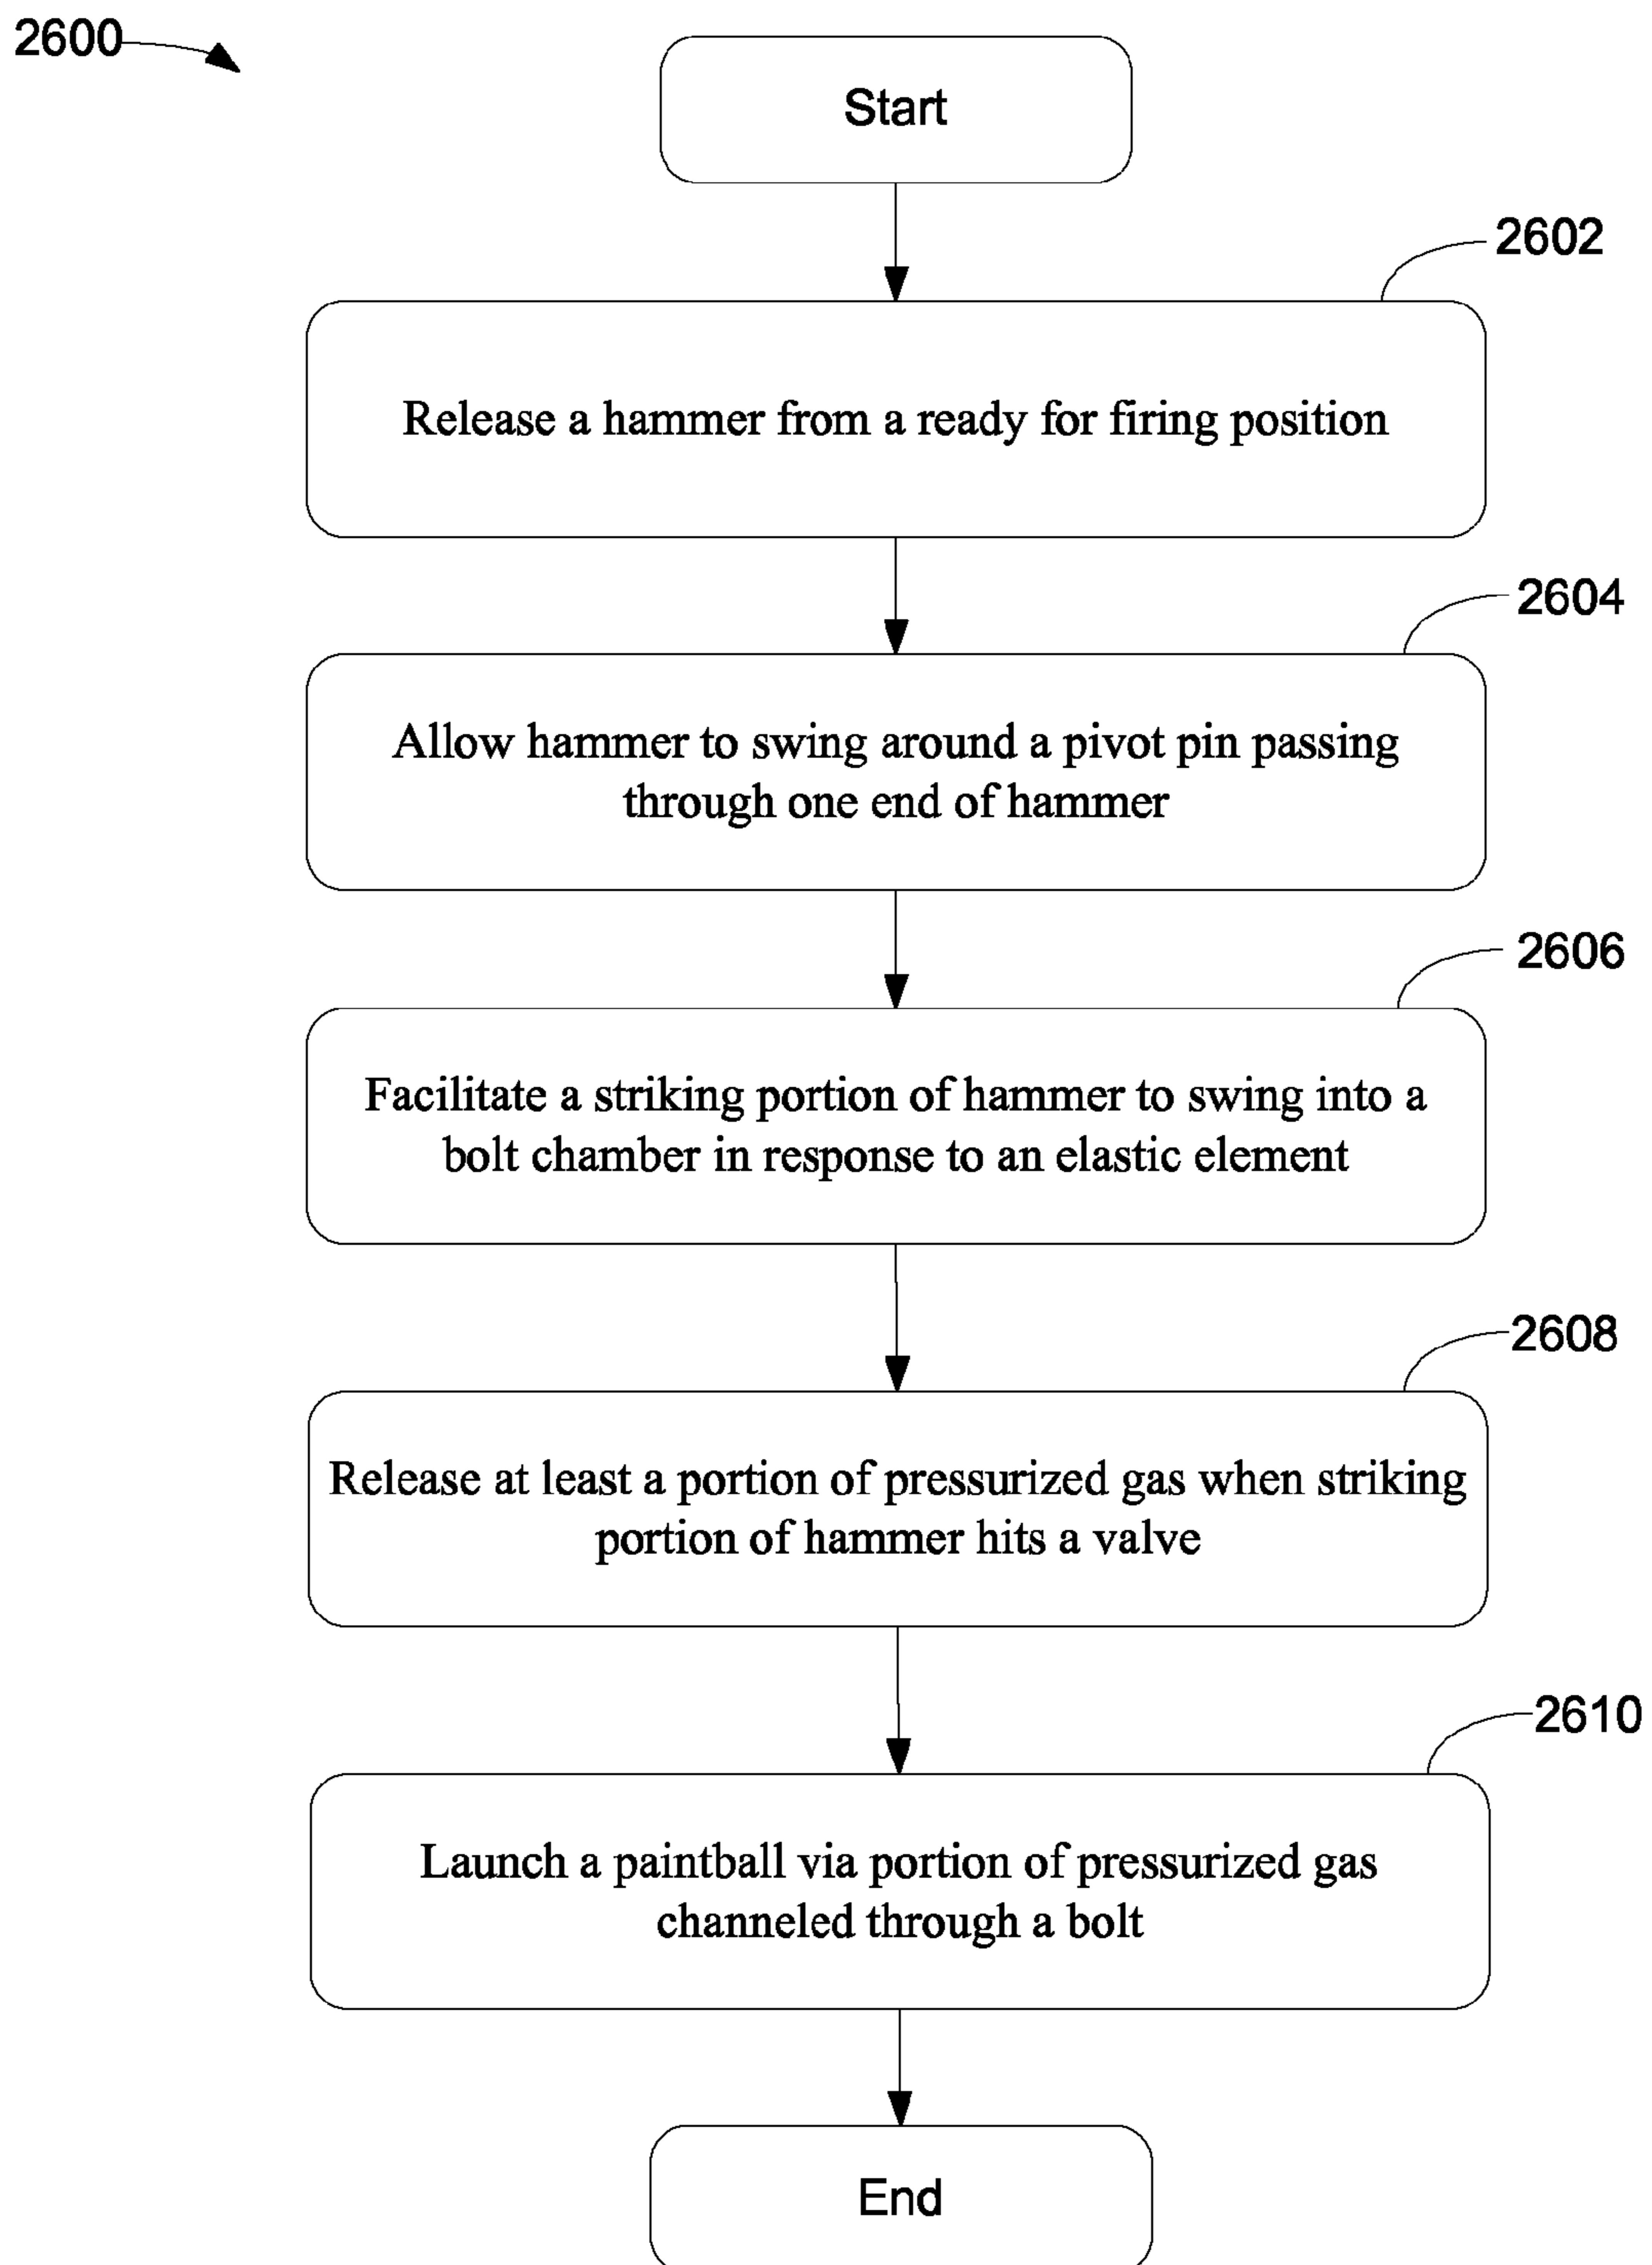 2600
Start
2602
Release a hammer from a ready for firing position
2604
Allow hammer to swing around a pivot pin passing
through one end of hammer
2606
Facilitate a striking portion of hammer to swing into a
bolt chamber in response to an elastic element
2608
Release at least a portion of pressurized gas when striking
portion of hammer hits a valve
2610
Launch a paintball via portion of pressurized gas
channeled through a bolt
End